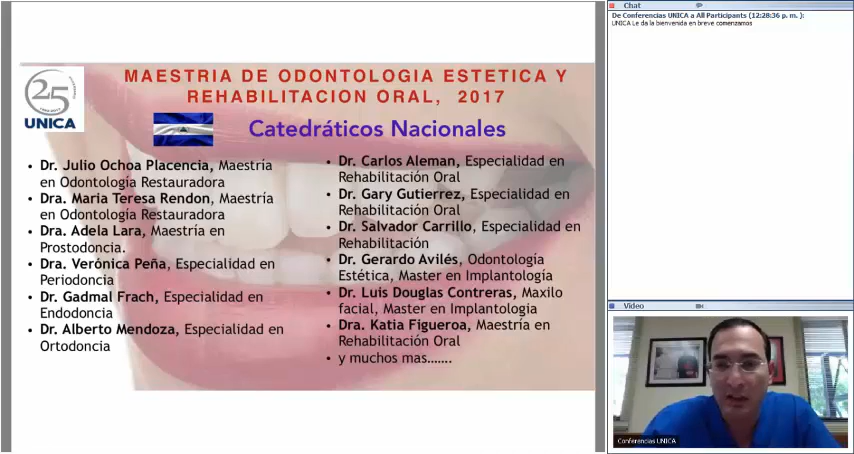 25
UNICA
MAESTRIA DE ODONTOLOGIA ESTETICA Y
REHABILITACION ORAL, 2017
Catedráticos Nacionales
• Dr. Julio Ochoa Placencia, Maestría
en Odontología Restauradora
• Dra. Maria Teresa Rendon, Maestría
en Odontología Restauradora
• Dra. Adela Lara, Maestría en
Prostodoncia.
• Dra. Verónica Peña, Especialidad en
Periodoncia
• Dr. Gadmal Frach, Especialidad en
Endodoncia
• Dr. Alberto Mendoza, Especialidad en
Ortodoncia
• Dr. Carlos Aleman, Especialidad en
Rehabilitación Oral
• Dr. Gary Gutierrez, Especialidad en
Rehabilitación Oral
• Dr. Salvador Carrillo, Especialidad en
Rehabilitación
• Dr. Gerardo Avilés, Odontología
Estética, Master en Implantología
• Dr. Luis Douglas Contreras, Maxilo
facial, Master en Implantologia
• Dra. Katia Figueroa, Maestría en
Rehabilitación Oral
• y muchos mas.......
Chat
De Conferencias UNICA a All Participants (12:28:36 p. m. ):
UNICA Le da la bienvenida en breve comenzamos
Video
Conferencias UNICA